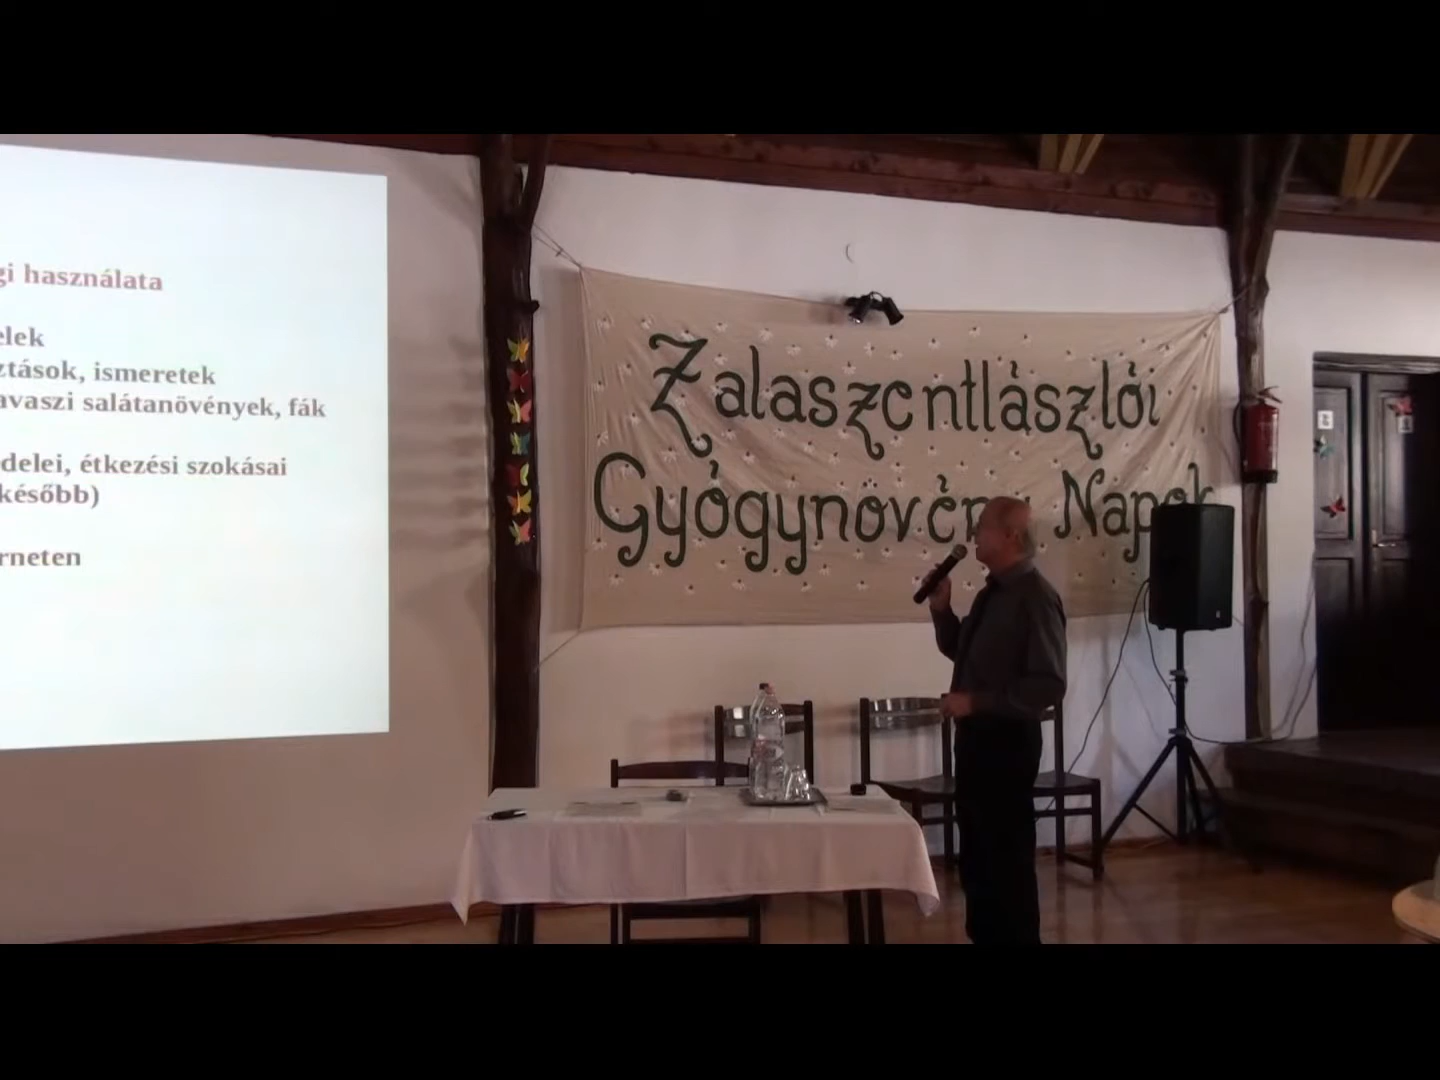 gi használata
elek
ztások, ismeretek
avaszi salátanövények, fák
delei, étkezési szokásai
később)
rneten
Zalaszentlászlói
Gyógynövény Napok